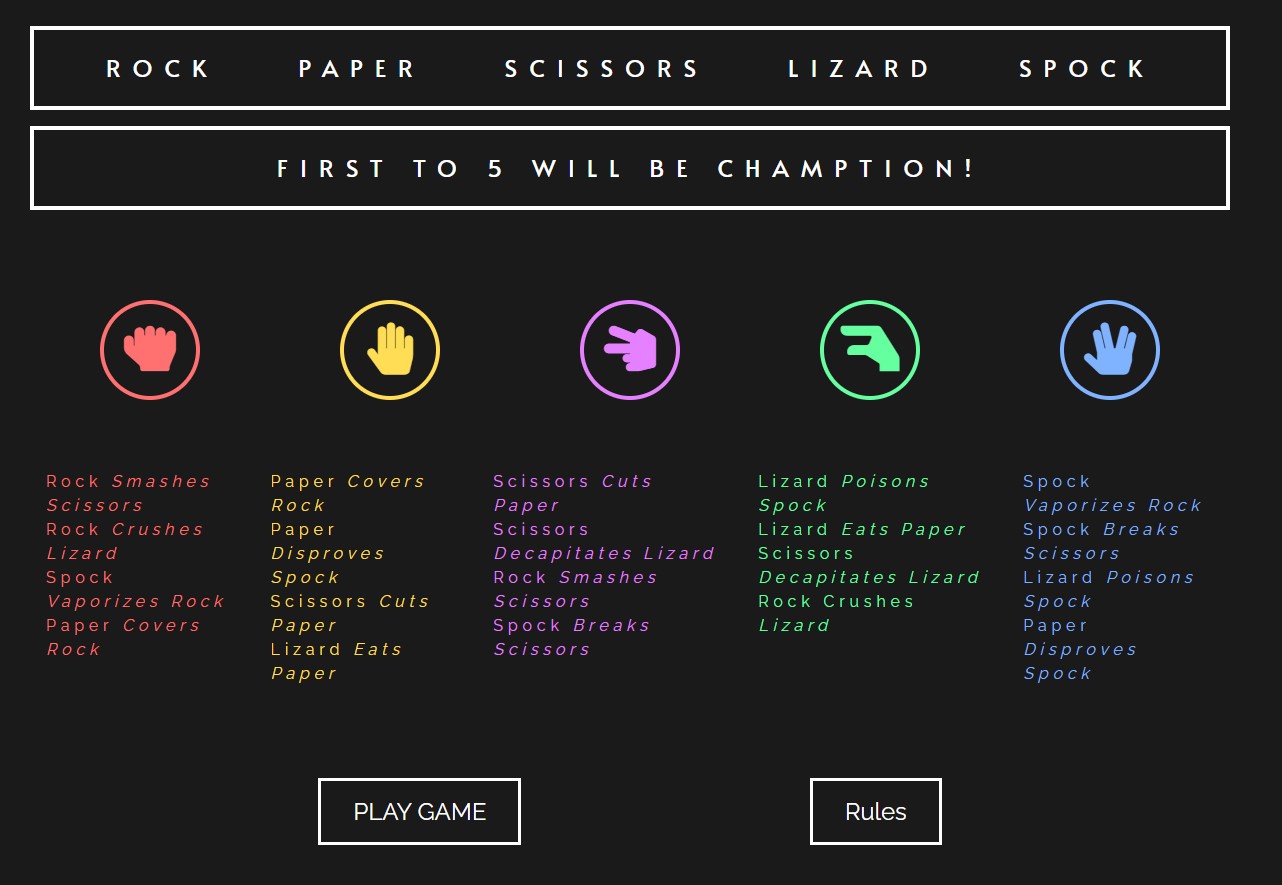 ROCK PAPER SCISSORS LIZARD SPOCK
FIRST TO 5 WILL BE CHAMPTION!
Rock Smashes
Scissors
Rock Crushes
Lizard
Spock
Vaporizes Rock
Paper Covers
Rock
Paper Covers
Rock
Paper
Disproves
Spock
Scissors Cuts
Paper
Lizard Eats
Paper
Scissors Cuts
Paper
Scissors
Decapitates Lizard
Rock Smashes
Scissors
Spock Breaks
Scissors
Lizard Poisons
Spock
Lizard Eats Paper
Scissors
Decapitates Lizard
Rock Crushes
Lizard
Spock
Vaporizes Rock
Spock Breaks
Scissors
Lizard Poisons
Spock
Paper
Disproves
Spock
PLAY GAME
Rules